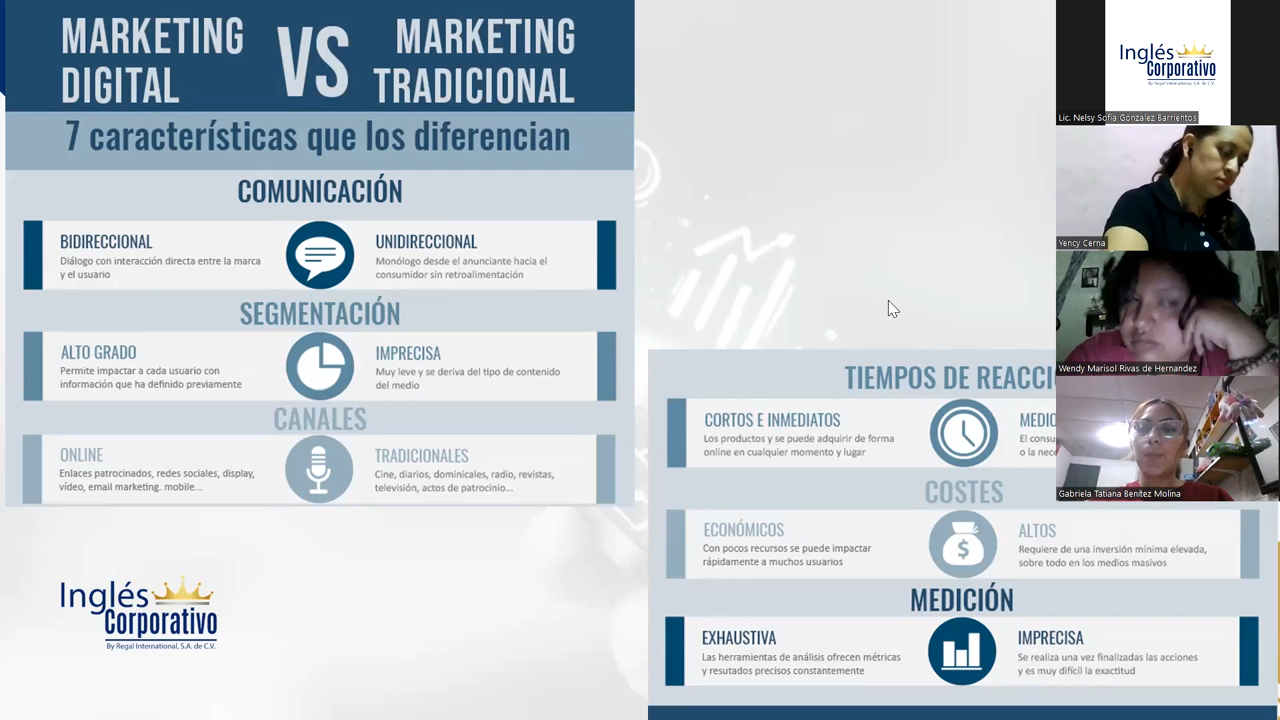 MARKETING
DIGITAL
VS
MARKETING
TRADICIONAL
7 características que los diferencian
COMUNICACIÓN
BIDIRECCIONAL
Diálogo con interacción directa entre la marca
y el usuario
UNIDIRECCIONAL
Monólogo desde el anunciante hacia el
consumidor sin retroalimentación
SEGMENTACIÓN
ALTO GRADO
Permite impactar a cada usuario con
información que ha definido previamente
IMPRECISA
Muy leve y se deriva del tipo de contenido
del medio
CANALES
ONLINE
Enlaces patrocinados, redes sociales, display,
vídeo, email marketing. mobile...
TRADICIONALES
Cine, diarios, dominicales, radio, revistas,
televisión, actos de patrocinio...
Inglés
Corporativo
By Regal International, S.A. de C.V.
TIEMPOS DE REACCI
CORTOS E INMEDIATOS
Los productos y se puede adquirir de forma
online en cualquier momento y lugar
MEDIO
El consu
o la nece
COSTES
ECONÓMICOS
Con pocos recursos se puede impactar
rápidamente a muchos usuarios
ALTOS
Requiere de una inversión mínima elevada,
sobre todo en los medios masivos
MEDICIÓN
EXHAUSTIVA
Las herramientas de análisis ofrecen métricas
y resutados precisos constantemente
IMPRECISA
Se realiza una vez finalizadas las acciones
y es muy difícil la exactitud
Inglés
Corporativo
By Regal International, S.A. de C.V.
Lic. Nelsy Sofia Gonzalez Barrientos
Yency Cerna
Wendy Marisol Rivas de Hernandez
Gabriela Tatiana Benítez Molina